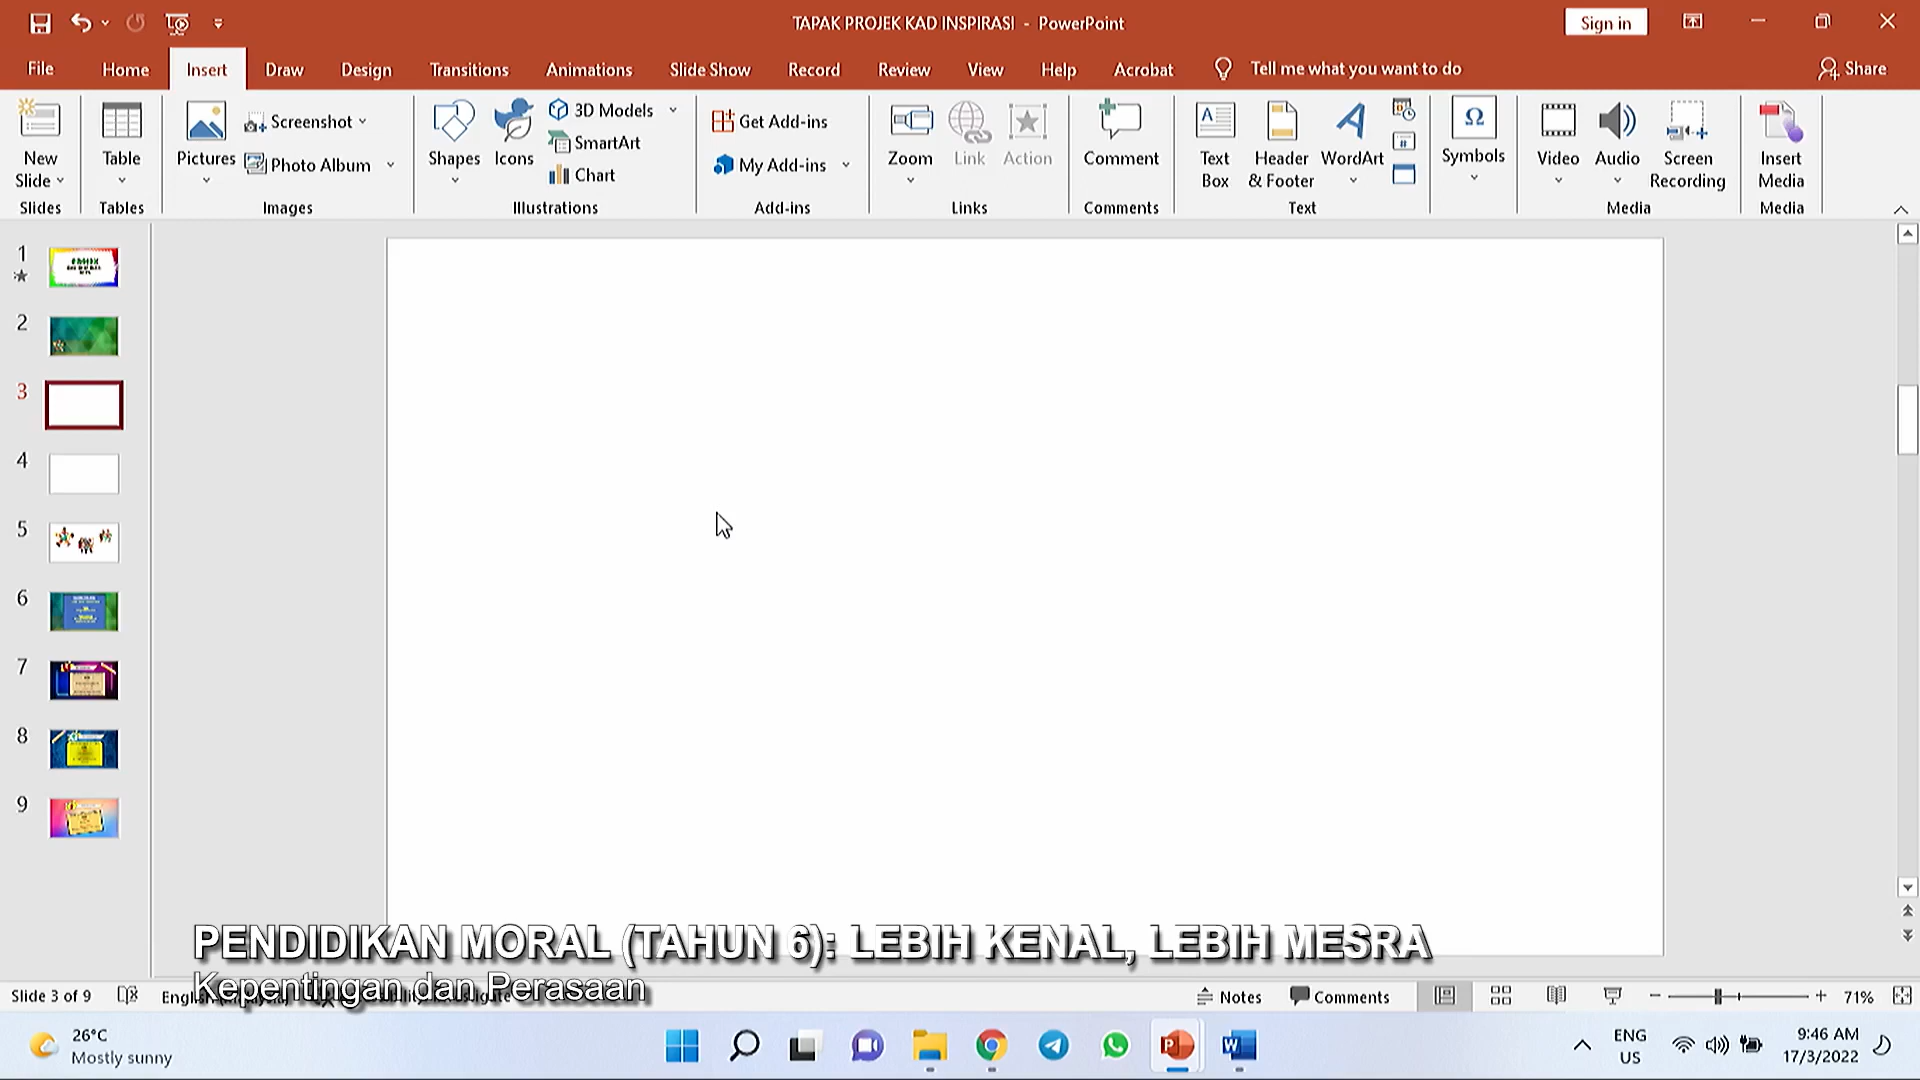 TAPAK PROJEK KAD INSPIRASI - PowerPoint
Sign in
File Home Insert Draw Design Transitions Animations Slide Show Record Review View Help Acrobat Tell me what you want to do Share
New Slide
Slides
Table
Tables
Pictures
Screenshot
Photo Album
Images
Shapes
Icons
3D Models
SmartArt
Chart
Illustrations
Get Add-ins
My Add-ins
Add-ins
Zoom
Link
Action
Links
Comment
Comments
Text Box
Header & Footer
WordArt
Text
Symbols
Video
Audio
Screen Recording
Media
Insert Media
Media
1
2
3
4
5
6
7
8
9
PENDIDIKAN MORAL (TAHUN 6): LEBIH KENAL, LEBIH MESRA
Kepentingan dan Perasaan
Slide 3 of 9
Notes Comments 71%
26°C
Mostly sunny
ENG
US
9:46 AM
17/3/2022